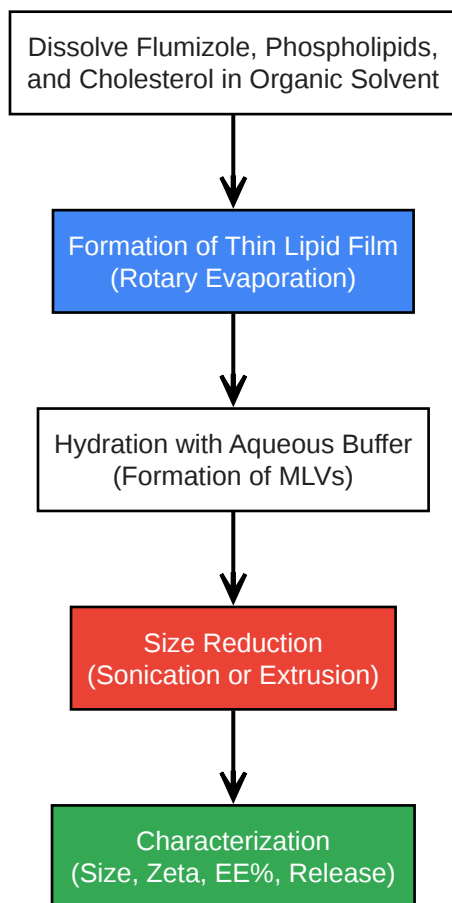 Dissolve Flumizole, Phospholipids,
and Cholesterol in Organic Solvent
Formation of Thin Lipid Film
(Rotary Evaporation)
Hydration with Aqueous Buffer
(Formation of MLVs)
Size Reduction
(Sonication or Extrusion)
Characterization
(Size, Zeta, EE%, Release)